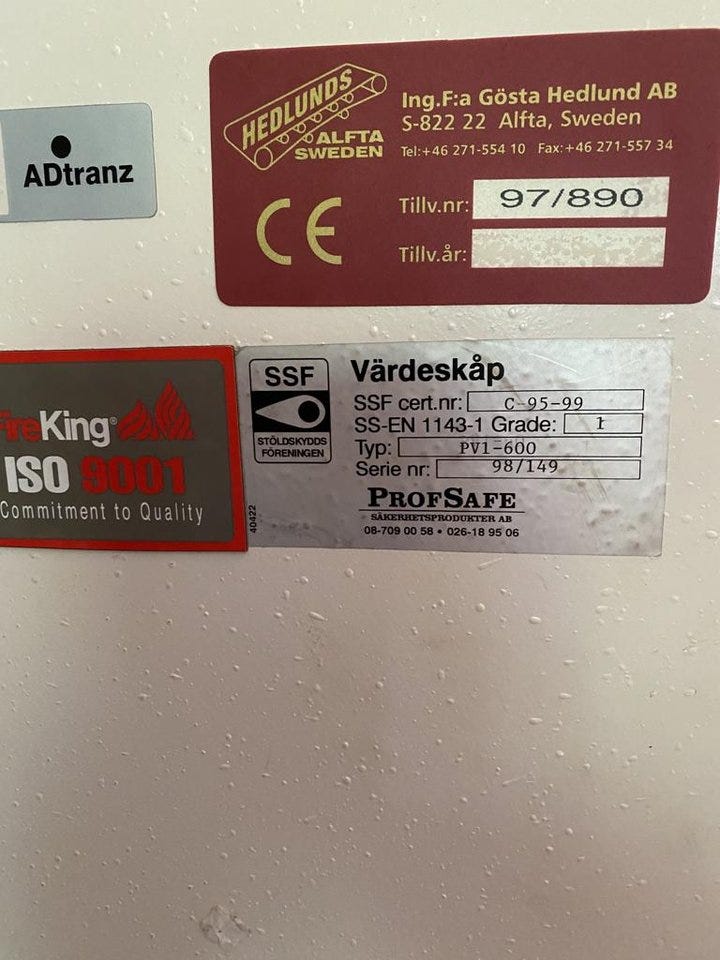 ADtranz
HEDLUNDS
ALFTA
SWEDEN
Ing.F:a Gösta Hedlund AB
S-822 22 Alfta, Sweden
Tel:+46 271-554 10 Fax:+46 271-557 34
CE
Tillv.nr: 97/890
Tillv.år:
FireKing®
ISO 9001
Commitment to Quality
40422
SSF
STÖLDSKYDDS
FÖRENINGEN
Värdeskåp
SSF cert.nr: C-95-99
SS-EN 1143-1 Grade: 1
Typ: PV1-600
Serie nr: 98/149
PROFSAFE
SÄKERHETSPRODUKTER AB
08-709 00 58 • 026-18 95 06